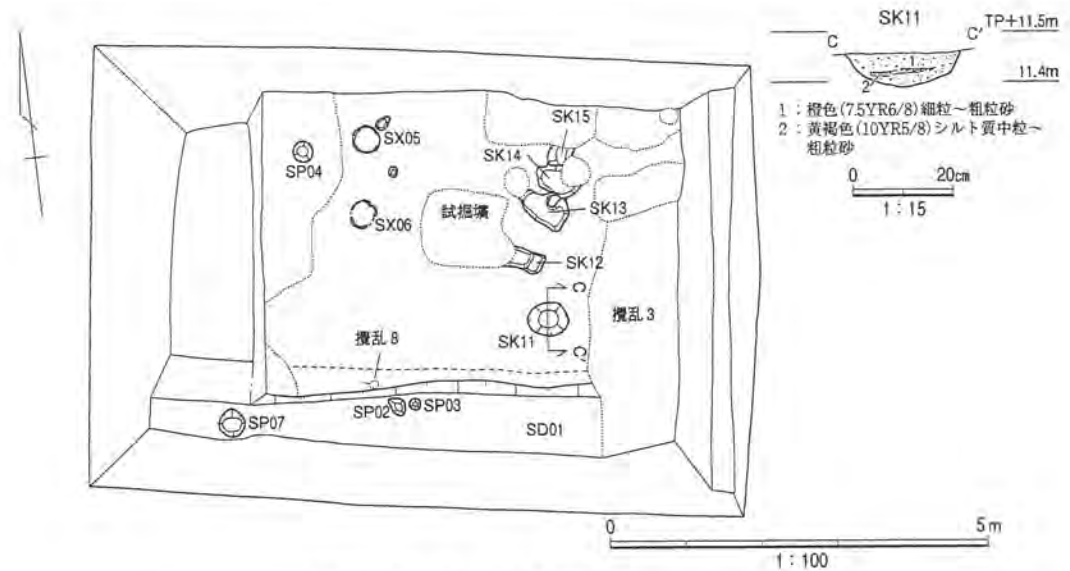 SK11
C
C'
TP+11.5m
11.4m
1
2
1：橙色(7.5YR6/8)細粒～粗粒砂
2：黄褐色(10YR5/8)シルト質中粒～
粗粒砂
0
20㎝
1：15
SX05
SP04
SX06
試掘壙
SK15
SK14
SK13
SK12
C
SK11
C'
攪乱3
攪乱8
SP02
SP03
SP07
SD01
0
5m
1：100